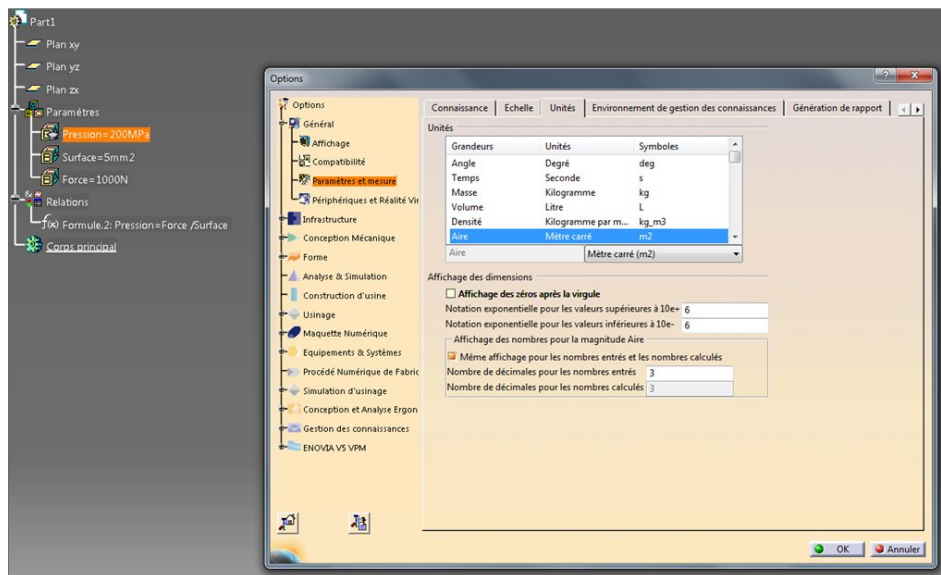 Part1
Plan xy
Plan yz
Plan zx
Paramètres
Pression=200MPa
Surface=5mm2
Force=1000N
Relations
f(x) Formule.2: Pression=Force /Surface
Corps principal
Options
Options
Général
Affichage
Compatibilité
Paramètres et mesure
Périphériques et Réalité Vir
Infrastructure
Conception Mécanique
Forme
Analyse & Simulation
Construction d'usine
Usinage
Maquette Numérique
Equipements & Systèmes
Procédé Numérique de Fabric
Simulation d'usinage
Conception et Analyse Ergon
Gestion des connaissances
ENOVIA V5 VPM
Connaissance Echelle Unités Environnement de gestion des connaissances Génération de rapport
Unités
Grandeurs Unités Symboles
Angle Degré deg
Temps Seconde s
Masse Kilogramme kg
Volume Litre L
Densité Kilogramme par m... kg_m3
Aire Mètre carré m2
Aire Mètre carré (m2)
Affichage des dimensions
Affichage des zéros après la virgule
Notation exponentielle pour les valeurs supérieures à 10e+ 6
Notation exponentielle pour les valeurs inférieures à 10e- 6
Affichage des nombres pour la magnitude Aire
Même affichage pour les nombres entrés et les nombres calculés
Nombre de décimales pour les nombres entrés 3
Nombre de décimales pour les nombres calculés 3
OK Annuler